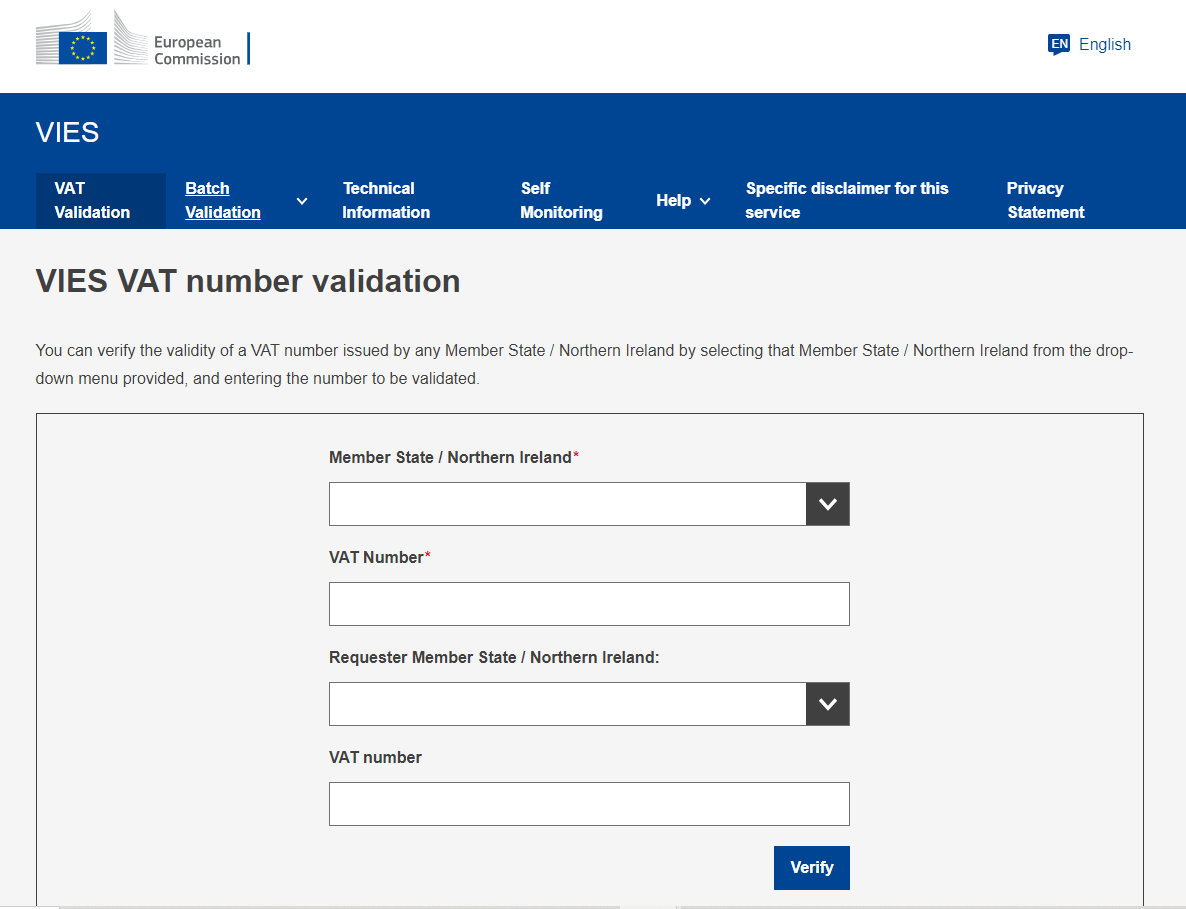 European
Commission
EN English
VIES
VAT
Validation
Batch
Validation
Technical
Information
Self
Monitoring
Help
Specific disclaimer for this
service
Privacy
Statement
VIES VAT number validation
You can verify the validity of a VAT number issued by any Member State / Northern Ireland by selecting that Member State / Northern Ireland from the drop-
down menu provided, and entering the number to be validated.
Member State / Northern Ireland*
VAT Number*
Requester Member State / Northern Ireland:
VAT number
Verify